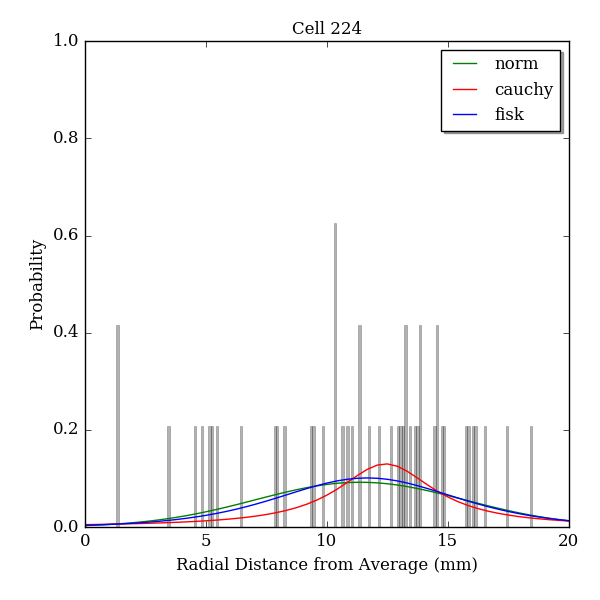 Cell 224
1.0
0.8
0.6
0.4
0.2
0.0
Probability
norm
cauchy
fisk
0 5 10 15 20
Radial Distance from Average (mm)